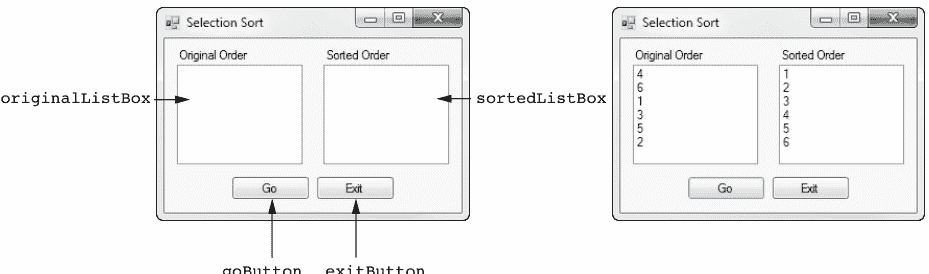 Selection Sort
Original Order Sorted Order
originalListBox
sortedListBox
Go Exit
goButton exitButton
Selection Sort
Original Order Sorted Order
4 1
6 2
1 3
3 4
5 5
2 6
Go Exit